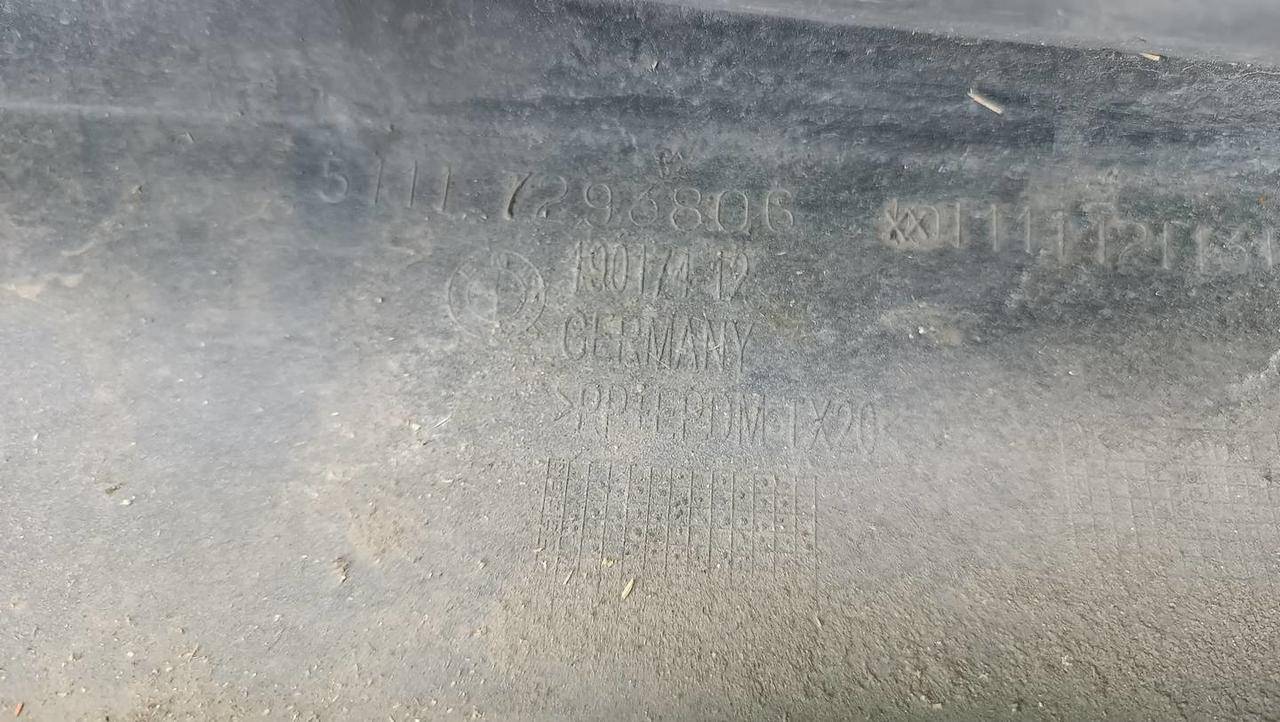 5111.7293806
190174-12
GERMANY
>PP+EPDM-TX20<